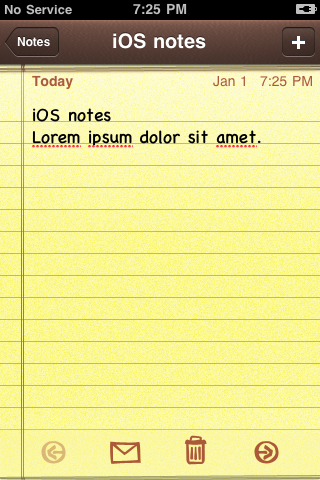 No Service 7:25 PM
Notes iOS notes +
Today Jan 1 7:25 PM
iOS notes
Lorem ipsum dolor sit amet.